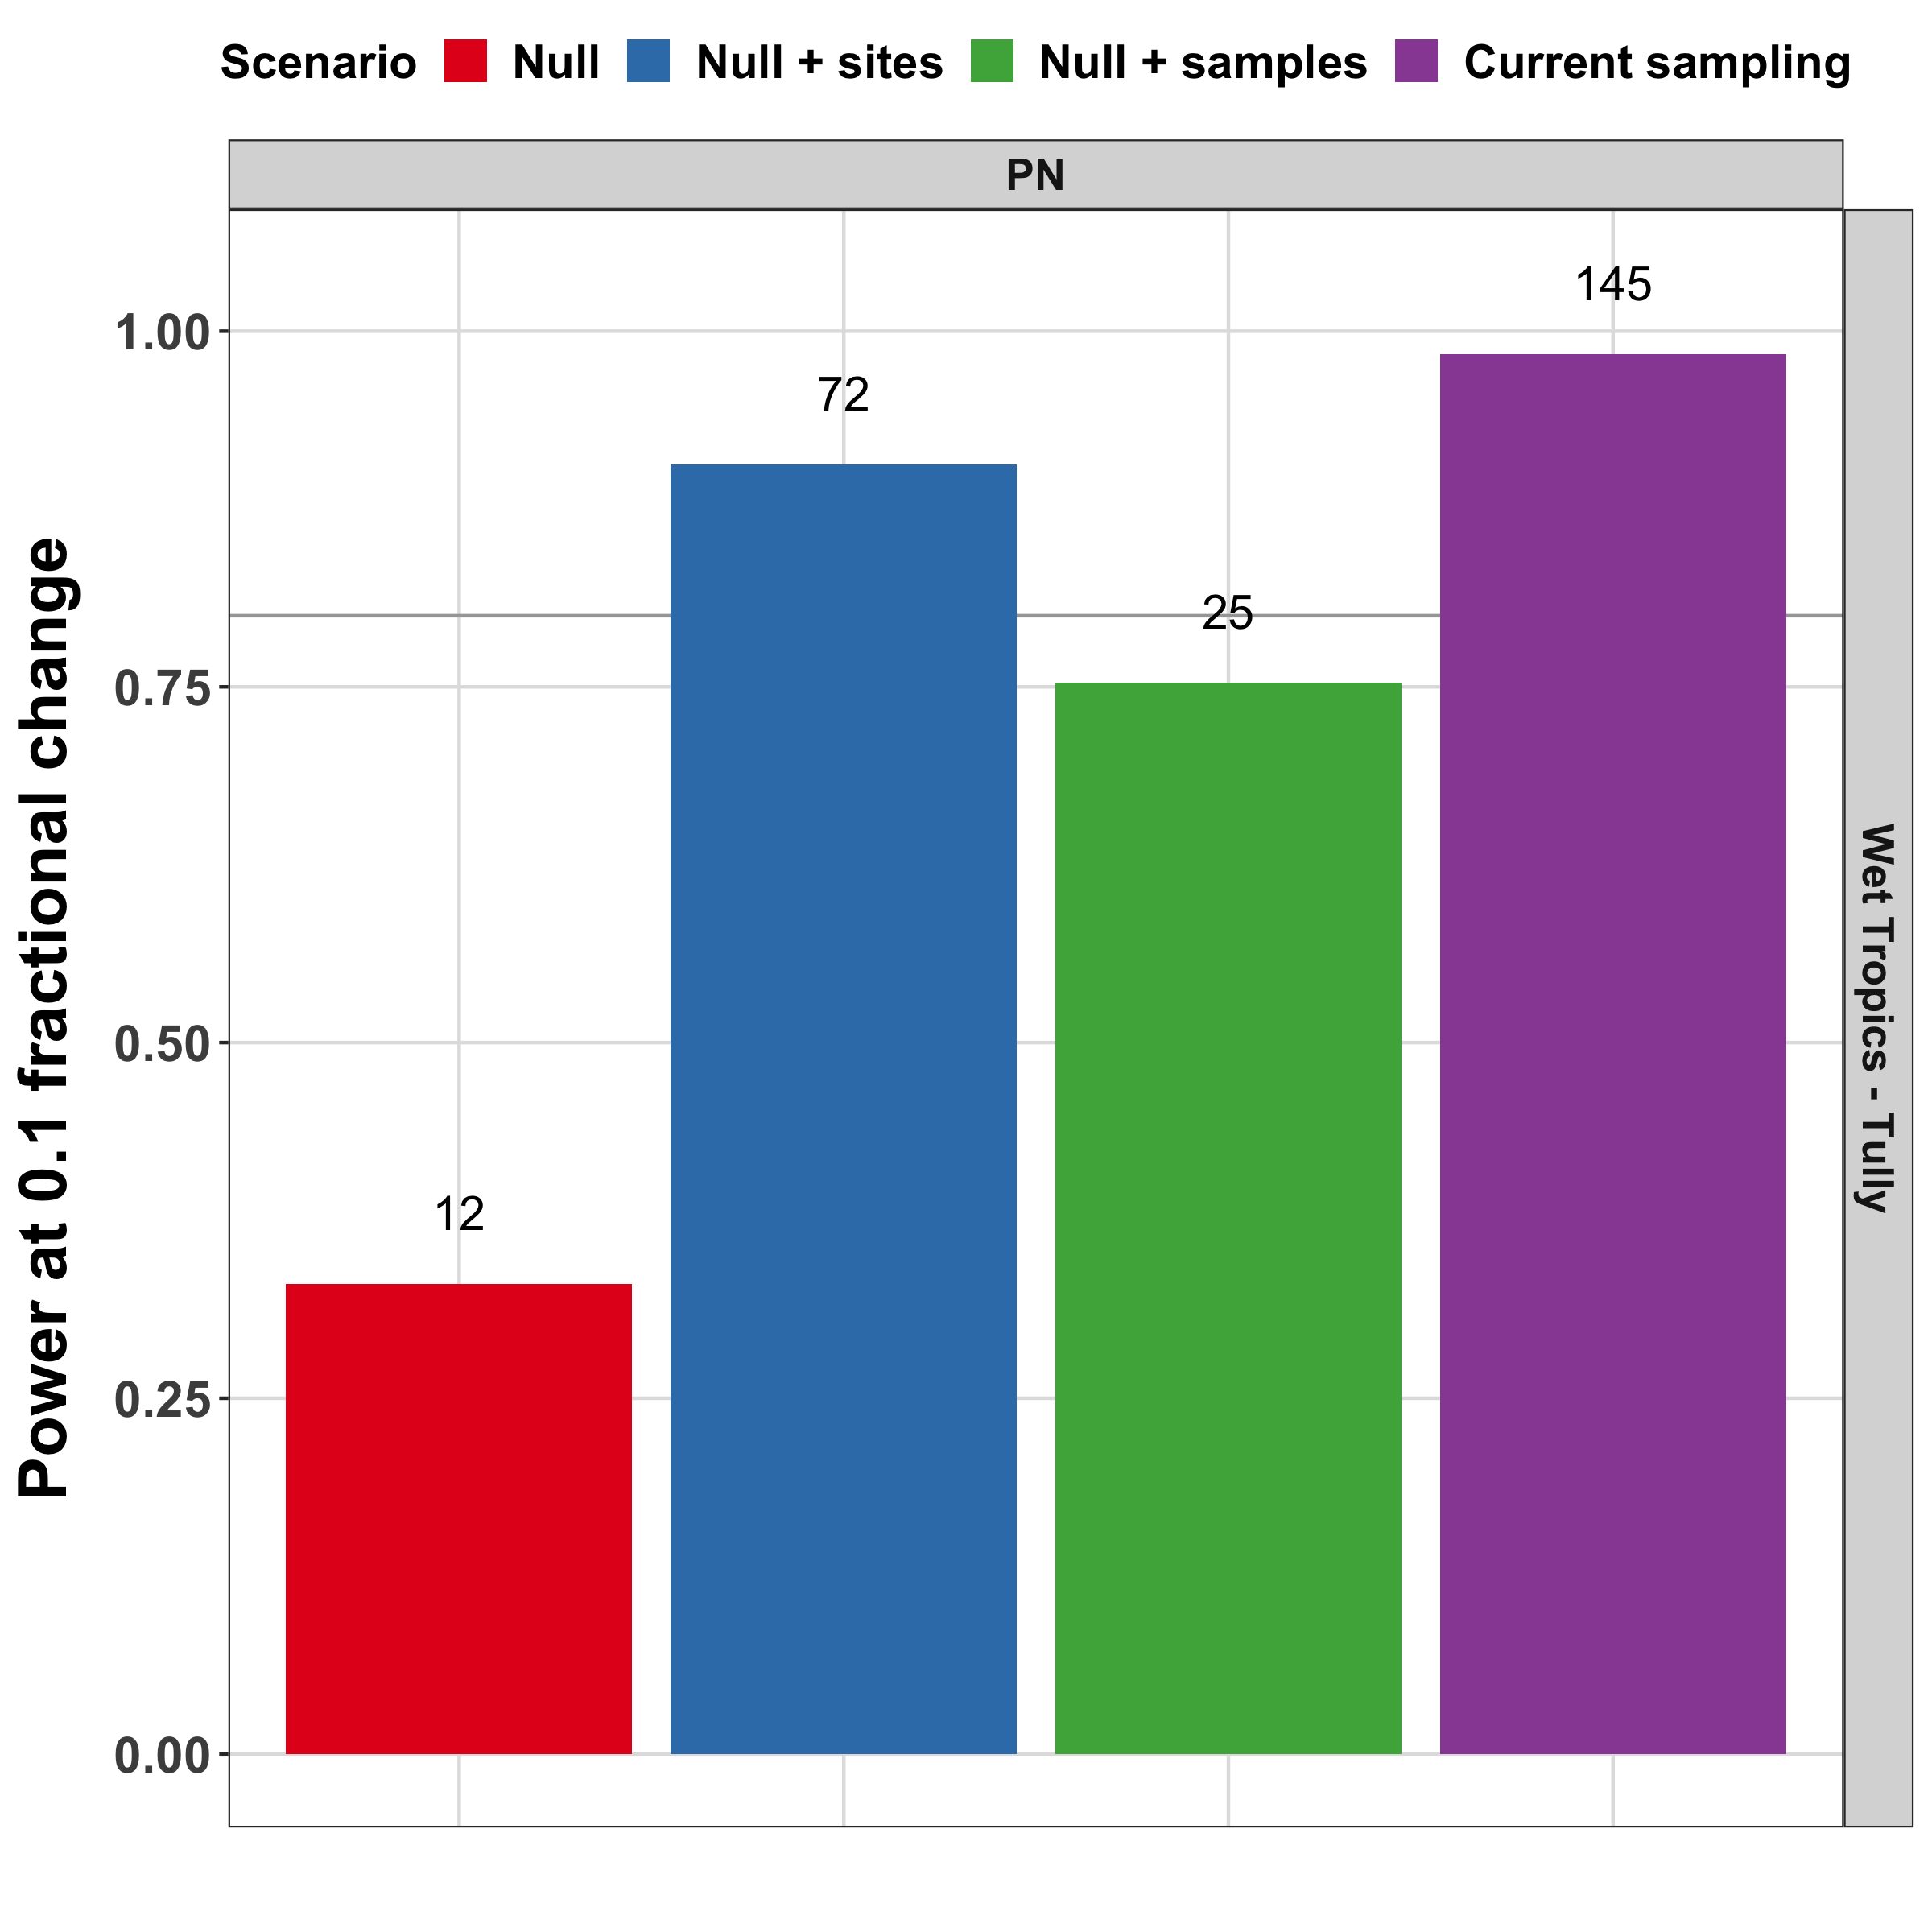 Scenario Null Null + sites Null + samples Current sampling
PN
Power at 0.1 fractional change
1.00
0.75
0.50
0.25
0.00
12
72
25
145
Wet Tropics - Tully